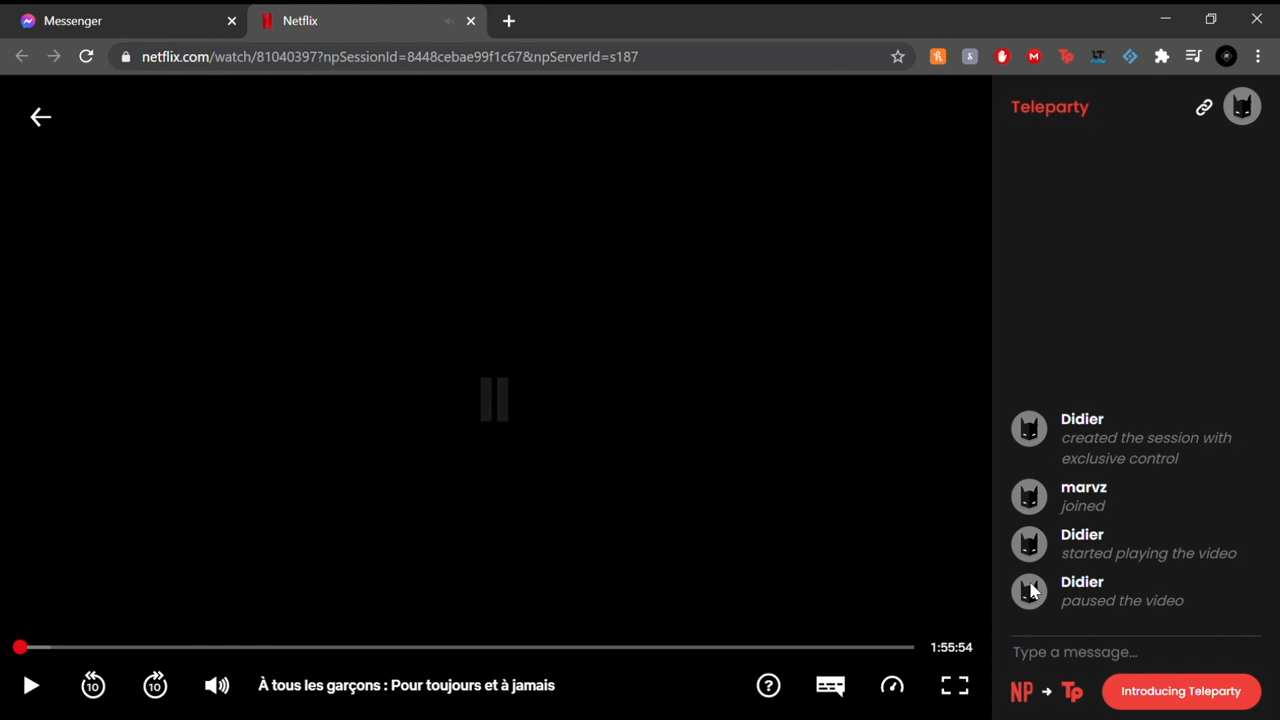 Messenger
Netflix
netflix.com/watch/81040397?npSessionId=8448cebae99f1c67&npServerId=s187
Teleparty
Didier
created the session with
exclusive control
marvz
joined
Didier
started playing the video
Didier
paused the video
1:55:54
Type a message...
10
10
À tous les garçons : Pour toujours et à jamais
?
NP → Tp
Introducing Teleparty